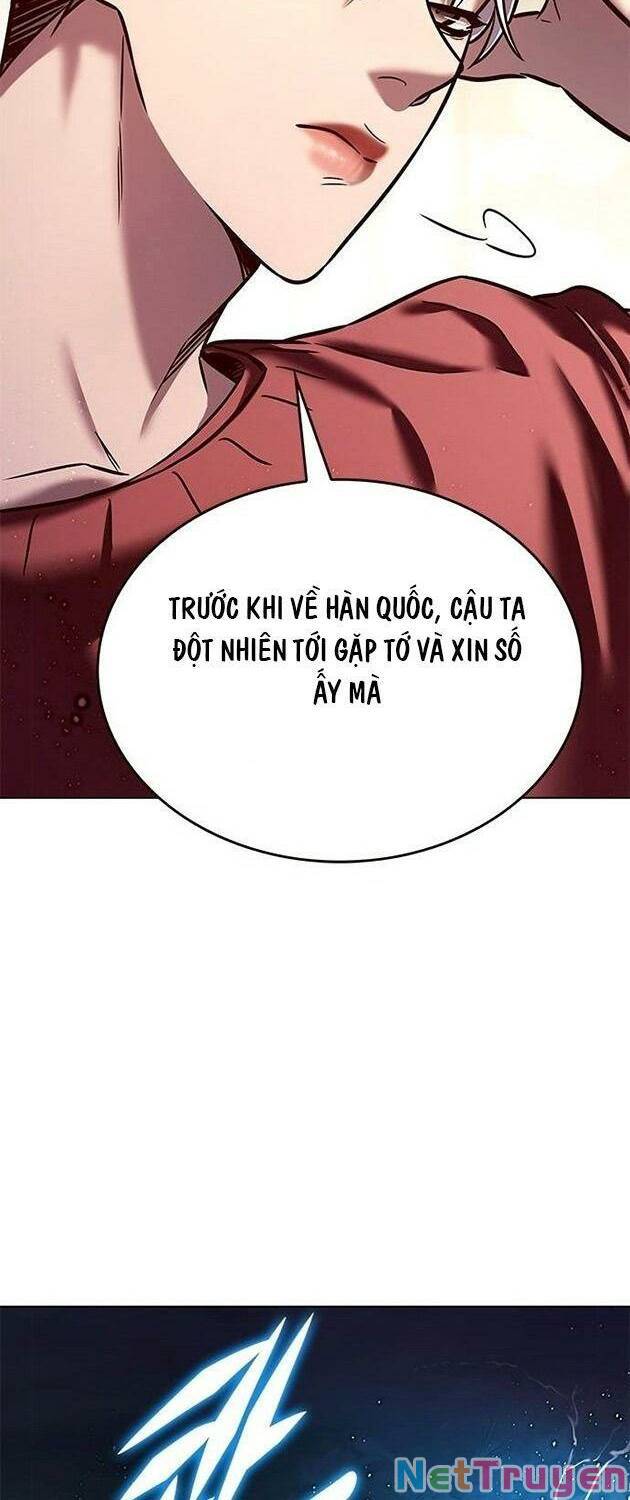 TRƯỚC KHI VỀ HÀN QUỐC, CẬU TA
ĐỘT NHIÊN TỚI GẶP TỚ VÀ XIN SỐ
ẤY MÀ
NetTruyen